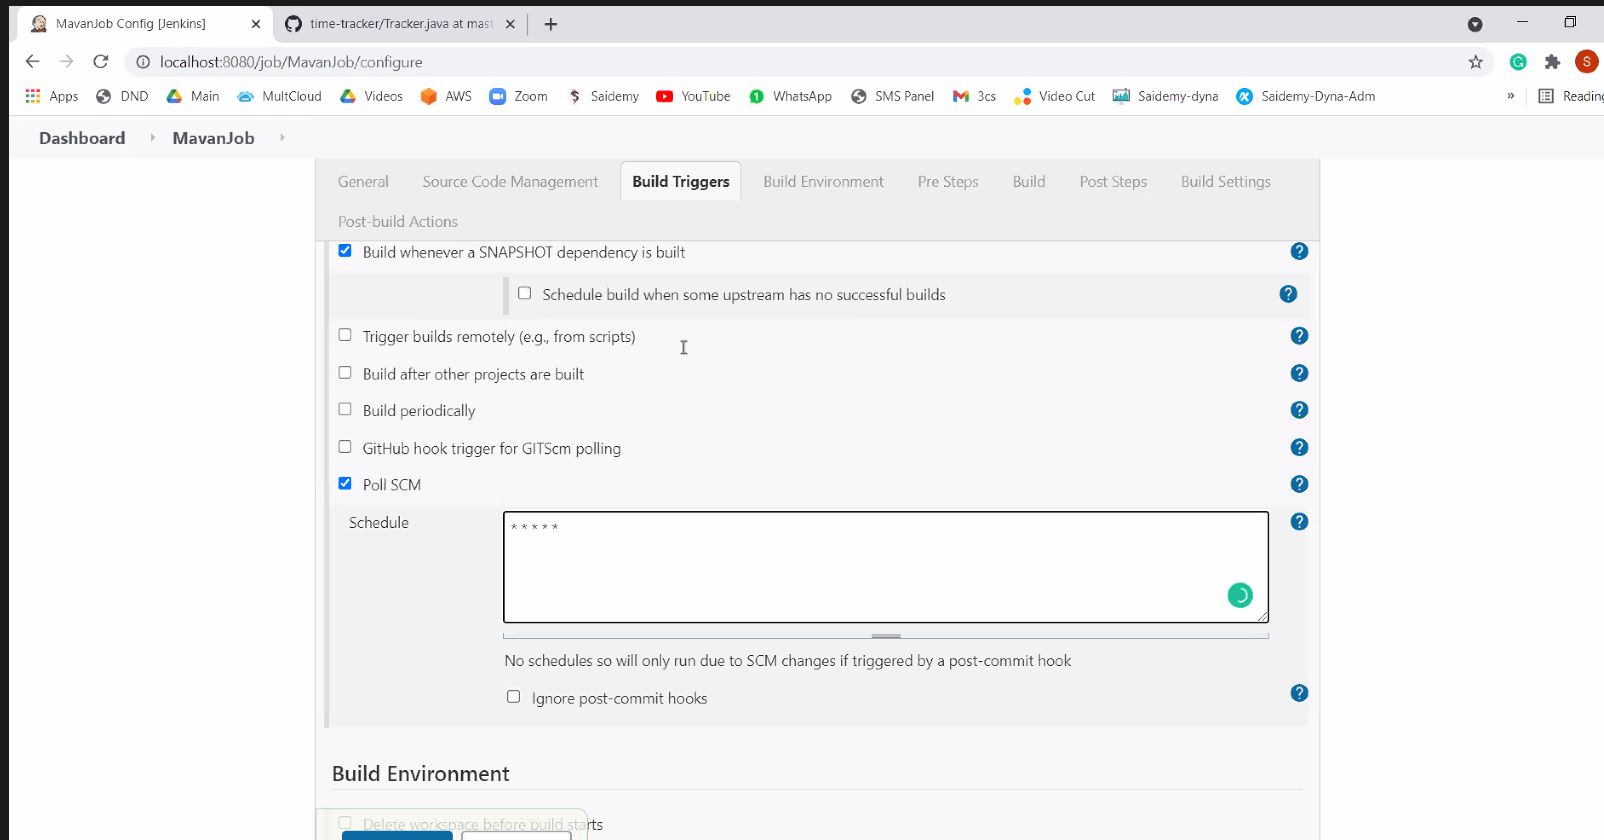 MavanJob Config [Jenkins]
time-tracker/Tracker.java at mast
localhost:8080/job/MavanJob/configure
S
Apps DND Main MultCloud Videos AWS Zoom Saidemy YouTube WhatsApp SMS Panel 3cs Video Cut Saidemy-dyna Saidemy-Dyna-Adm » Reading
Dashboard MavanJob
General Source Code Management Build Triggers Build Environment Pre Steps Build Post Steps Build Settings
Post-build Actions
Build whenever a SNAPSHOT dependency is built ?
Schedule build when some upstream has no successful builds ?
Trigger builds remotely (e.g., from scripts) ?
Build after other projects are built ?
Build periodically ?
GitHub hook trigger for GITScm polling ?
Poll SCM ?
Schedule * * * * * ?
No schedules so will only run due to SCM changes if triggered by a post-commit hook
Ignore post-commit hooks ?
Build Environment
Delete workspace before build starts